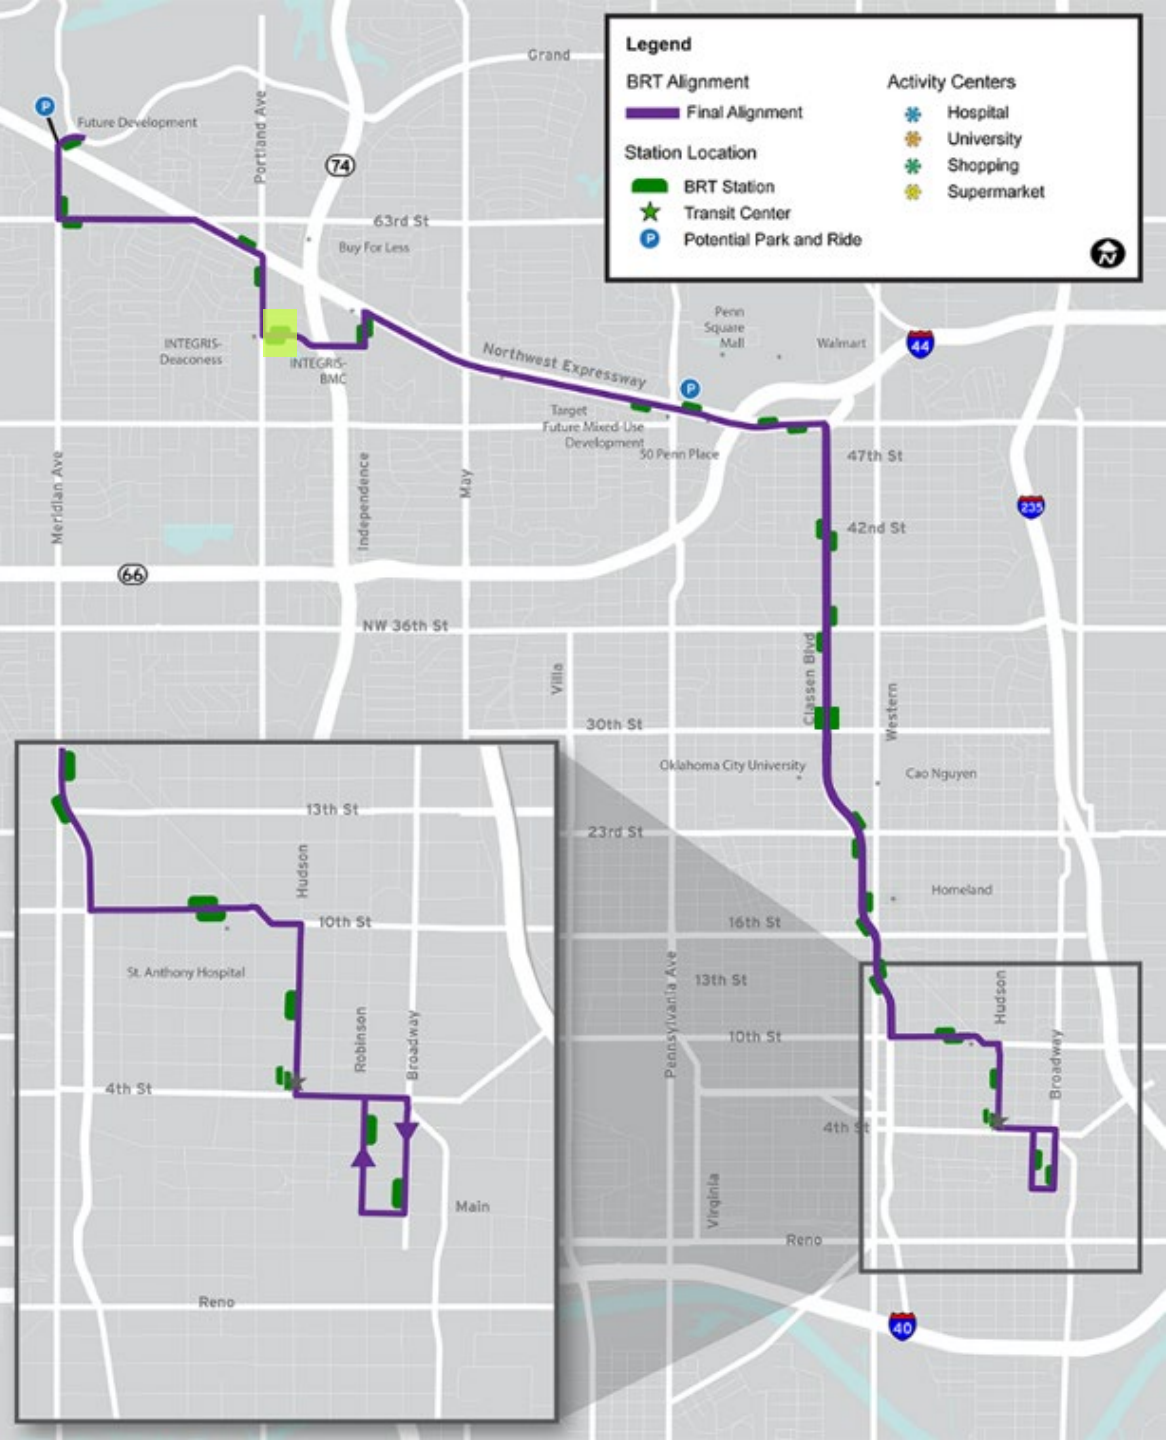 Legend
BRT Alignment
Final Alignment
Station Location
BRT Station
Transit Center
P
Potential Park and Ride
Activity Centers
Hospital
University
Shopping
Supermarket
N
Grand
P
Future Development
Portland Ave
74
63rd St
Buy For Less
INTEGRIS-
Deaconess
INTEGRIS-
BMC
Northwest Expressway
Penn
Square
Mall
Walmart
44
P
Target
Future Mixed-Use
Development
50 Penn Place
47th St
Meridian Ave
Independence
May
42nd St
235
66
NW 36th St
Villa
Classen Blvd
Western
30th St
Oklahoma City University
Cao Nguyen
23rd St
Homeland
16th St
Pennsylvania Ave
13th St
Hudson
10th St
Broadway
4th St
Virginia
Reno
40
13th St
Hudson
10th St
St. Anthony Hospital
Robinson
Broadway
4th St
Main
Reno